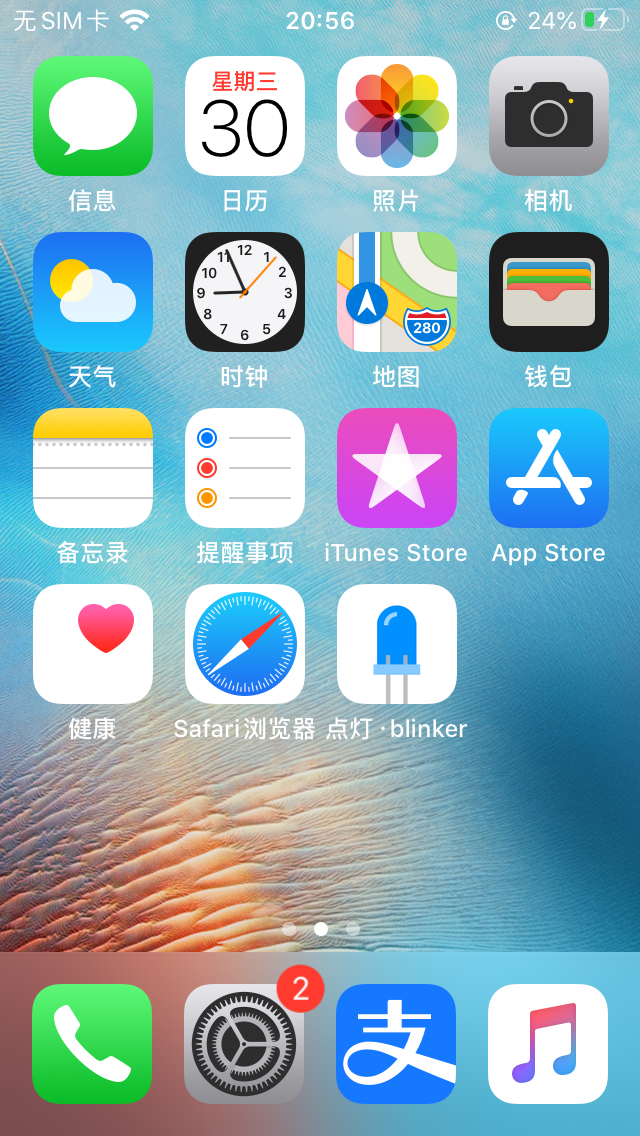 无SIM卡 20:56 24%
星期三
30
信息 日历 照片 相机
12
11 1
10 2
9 3
8 4
7 5
6
280
天气 时钟 地图 钱包
备忘录 提醒事项 iTunes Store App Store
健康 Safari浏览器 点灯·blinker
2
支